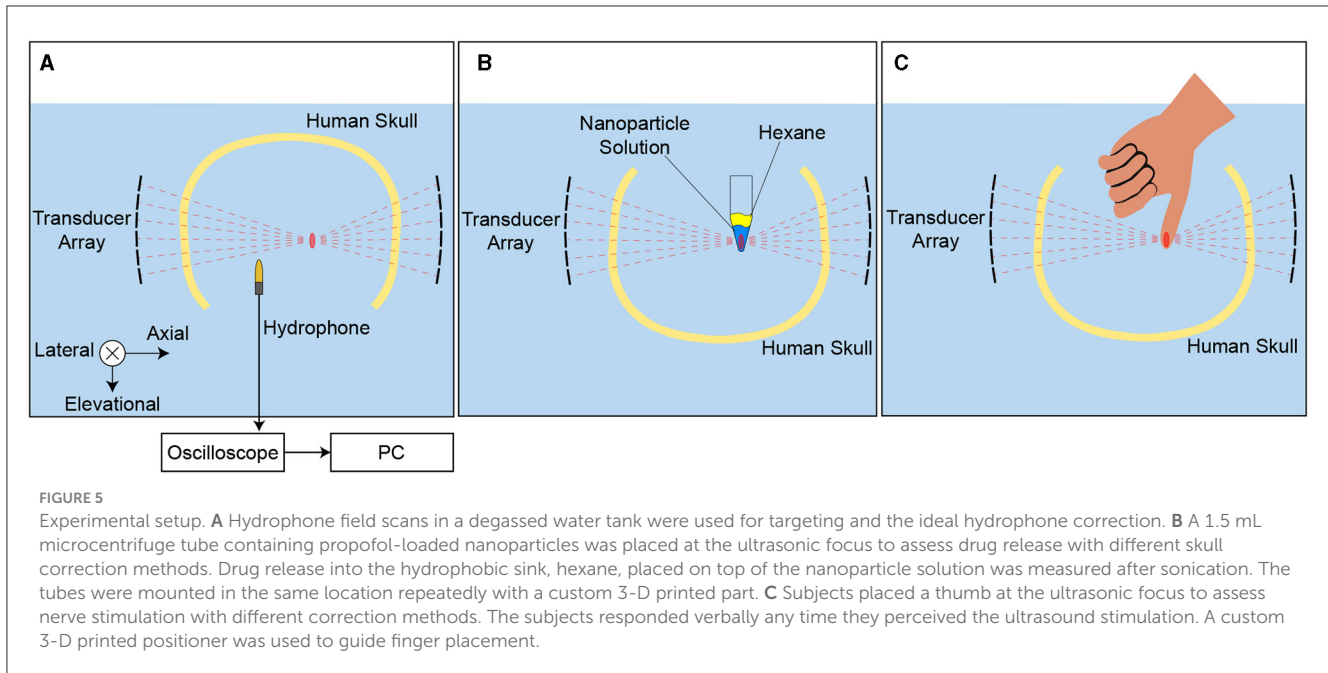 A
Human Skull
Transducer
Array
Hydrophone
Lateral
Axial
Elevational
Oscilloscope
PC
B
Nanoparticle
Solution
Hexane
Transducer
Array
Human Skull
C
Transducer
Array
Human Skull
FIGURE 5
Experimental setup. A Hydrophone field scans in a degassed water tank were used for targeting and the ideal hydrophone correction. B A 1.5 mL
microcentrifuge tube containing propofol-loaded nanoparticles was placed at the ultrasonic focus to assess drug release with different skull
correction methods. Drug release into the hydrophobic sink, hexane, placed on top of the nanoparticle solution was measured after sonication. The
tubes were mounted in the same location repeatedly with a custom 3-D printed part. C Subjects placed a thumb at the ultrasonic focus to assess
nerve stimulation with different correction methods. The subjects responded verbally any time they perceived the ultrasound stimulation. A custom
3-D printed positioner was used to guide finger placement.